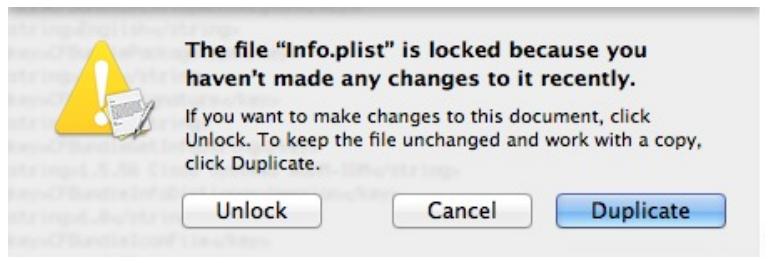 The file “Info.plist” is locked because you
haven't made any changes to it recently.
If you want to make changes to this document, click
Unlock. To keep the file unchanged and work with a copy,
click Duplicate.
Unlock Cancel Duplicate